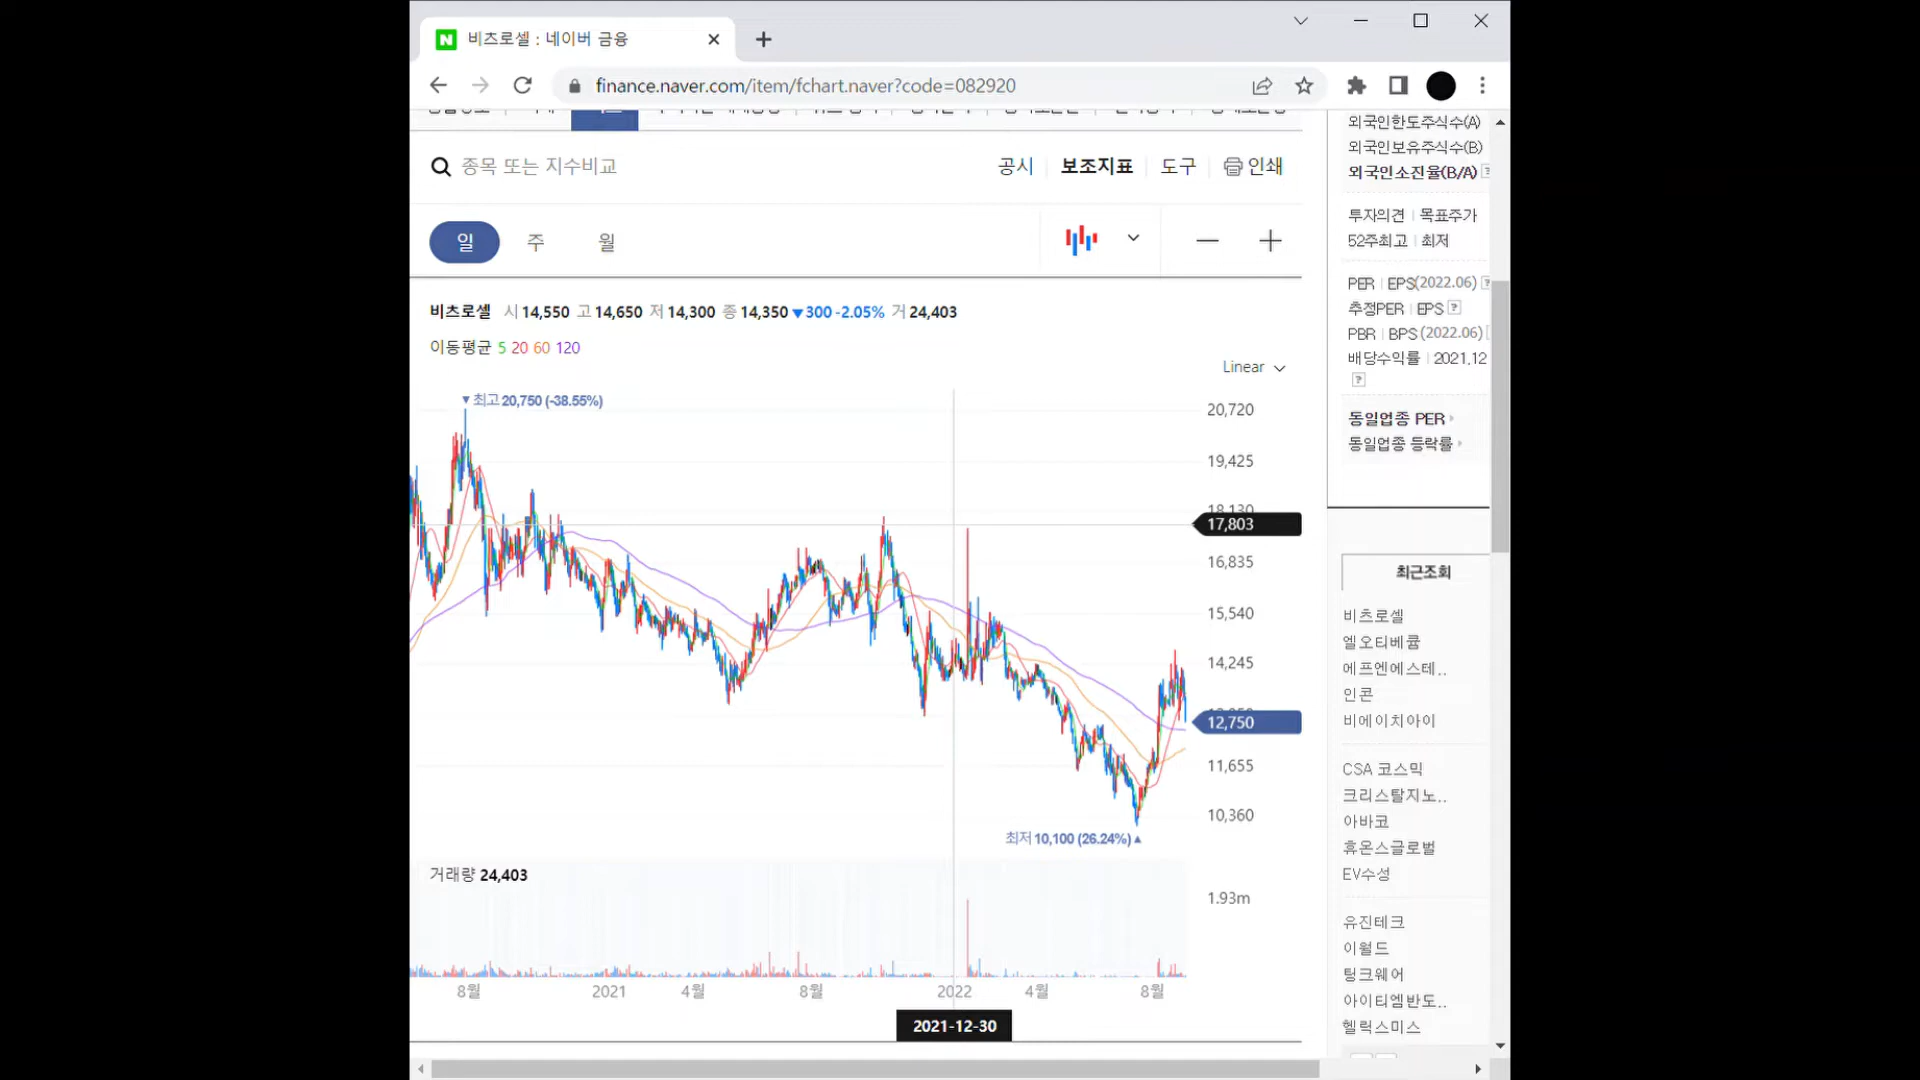 비츠로셀 : 네이버 금융
finance.naver.com/item/fchart.naver?code=082920
종목 또는 지수비교
공시 보조지표 도구 인쇄
일 주 월
비츠로셀 시 14,550 고 14,650 저 14,300 종 14,350 ▼300 -2.05% 거 24,403
이동평균 5 20 60 120
Linear
▼최고 20,750 (-38.55%)
20,720
19,425
18,130
17,803
16,835
15,540
14,245
12,750
11,655
10,360
최저 10,100 (26.24%)▲
거래량 24,403
1.93m
8월 2021 4월 8월 2022 4월 8월
2021-12-30
외국인한도주식수(A)
외국인보유주식수(B)
외국인소진율(B/A) ?
투자의견 | 목표주가
52주최고 | 최저
PER | EPS(2022.06) ?
추정PER | EPS ?
PBR | BPS (2022.06)
배당수익률 | 2021.12
?
동일업종 PER
동일업종 등락률
최근조회
비츠로셀
엘오티베큠
에프엔에스테..
인콘
비에이치아이
CSA 코스믹
크리스탈지노..
아바코
휴온스글로벌
EV수성
유진테크
이월드
팅크웨어
아이티엠반도..
헬릭스미스